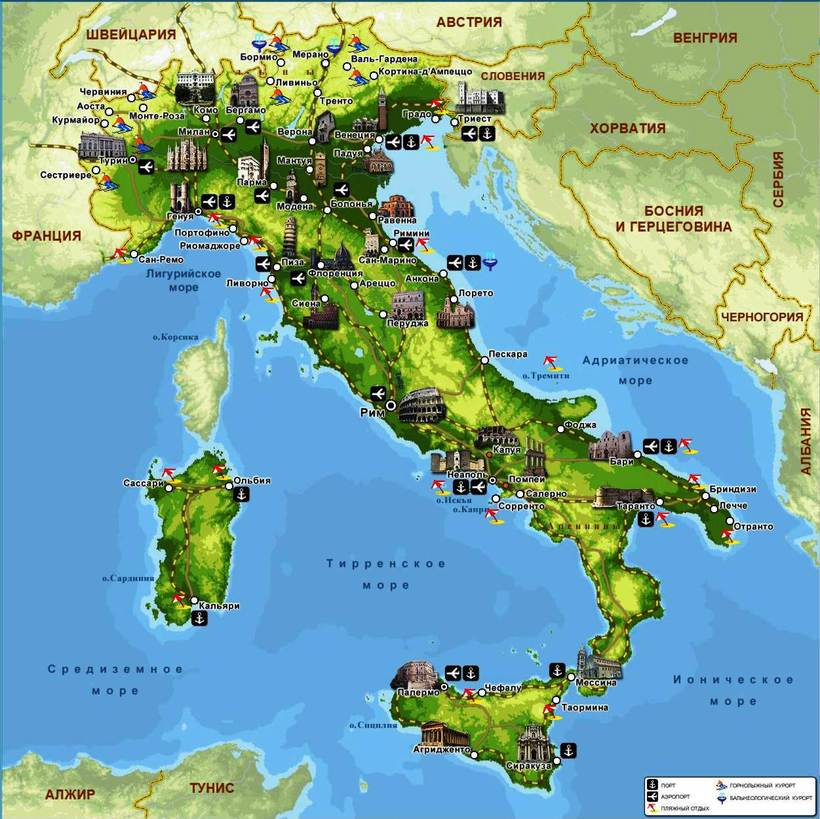 АВСТРИЯ
ШВЕЙЦАРИЯ
ВЕНГРИЯ
Мерано
Бормио
Валь-Гардена
Кортина-д'Ампеццо
СЛОВЕНИЯ
Ливиньо
Червиния
Тренто
Аоста
Монте-Роза
Комо
Бергамо
Градо
Триест
Курмайор
Милан
Верона
Венеция
ХОРВАТИЯ
Турин
Мантуя
Падуя
СЕРБИЯ
Сестриере
Парма
Модена
Болонья
БОСНИЯ
И ГЕРЦЕГОВИНА
Генуя
Равенна
ФРАНЦИЯ
Портофино
Римини
Риомаджоре
Сан-Ремо
Пиза
Сан-Марино
Лигурийское
море
Флоренция
Анкона
Ливорно
Ареццо
Лорето
Сиена
ЧЕРНОГОРИЯ
Перуджа
о.Корсика
Пескара
Адриатическое
море
о.Тремити
Рим
АЛБАНИЯ
Фоджа
Капуя
Бари
Неаполь
Помпеи
Сассари
Ольбия
Бриндизи
о.Искья
Салерно
Сорренто
о.Капри
Таранто
Лечче
Отранто
Апеннины
Тирренское
море
о.Сардиния
Кальяри
Средиземное
море
Ионическое
море
Мессина
Палермо
Чефалу
Таормина
о.Сицилия
Агридженто
Сиракуза
АЛЖИР
ТУНИС
ПОРТ
АЭРОПОРТ
ПЛЯЖНЫЙ ОТДЫХ
ГОРНОЛЫЖНЫЙ КУРОРТ
БАЛЬНЕОЛОГИЧЕСКИЙ КУРОРТ